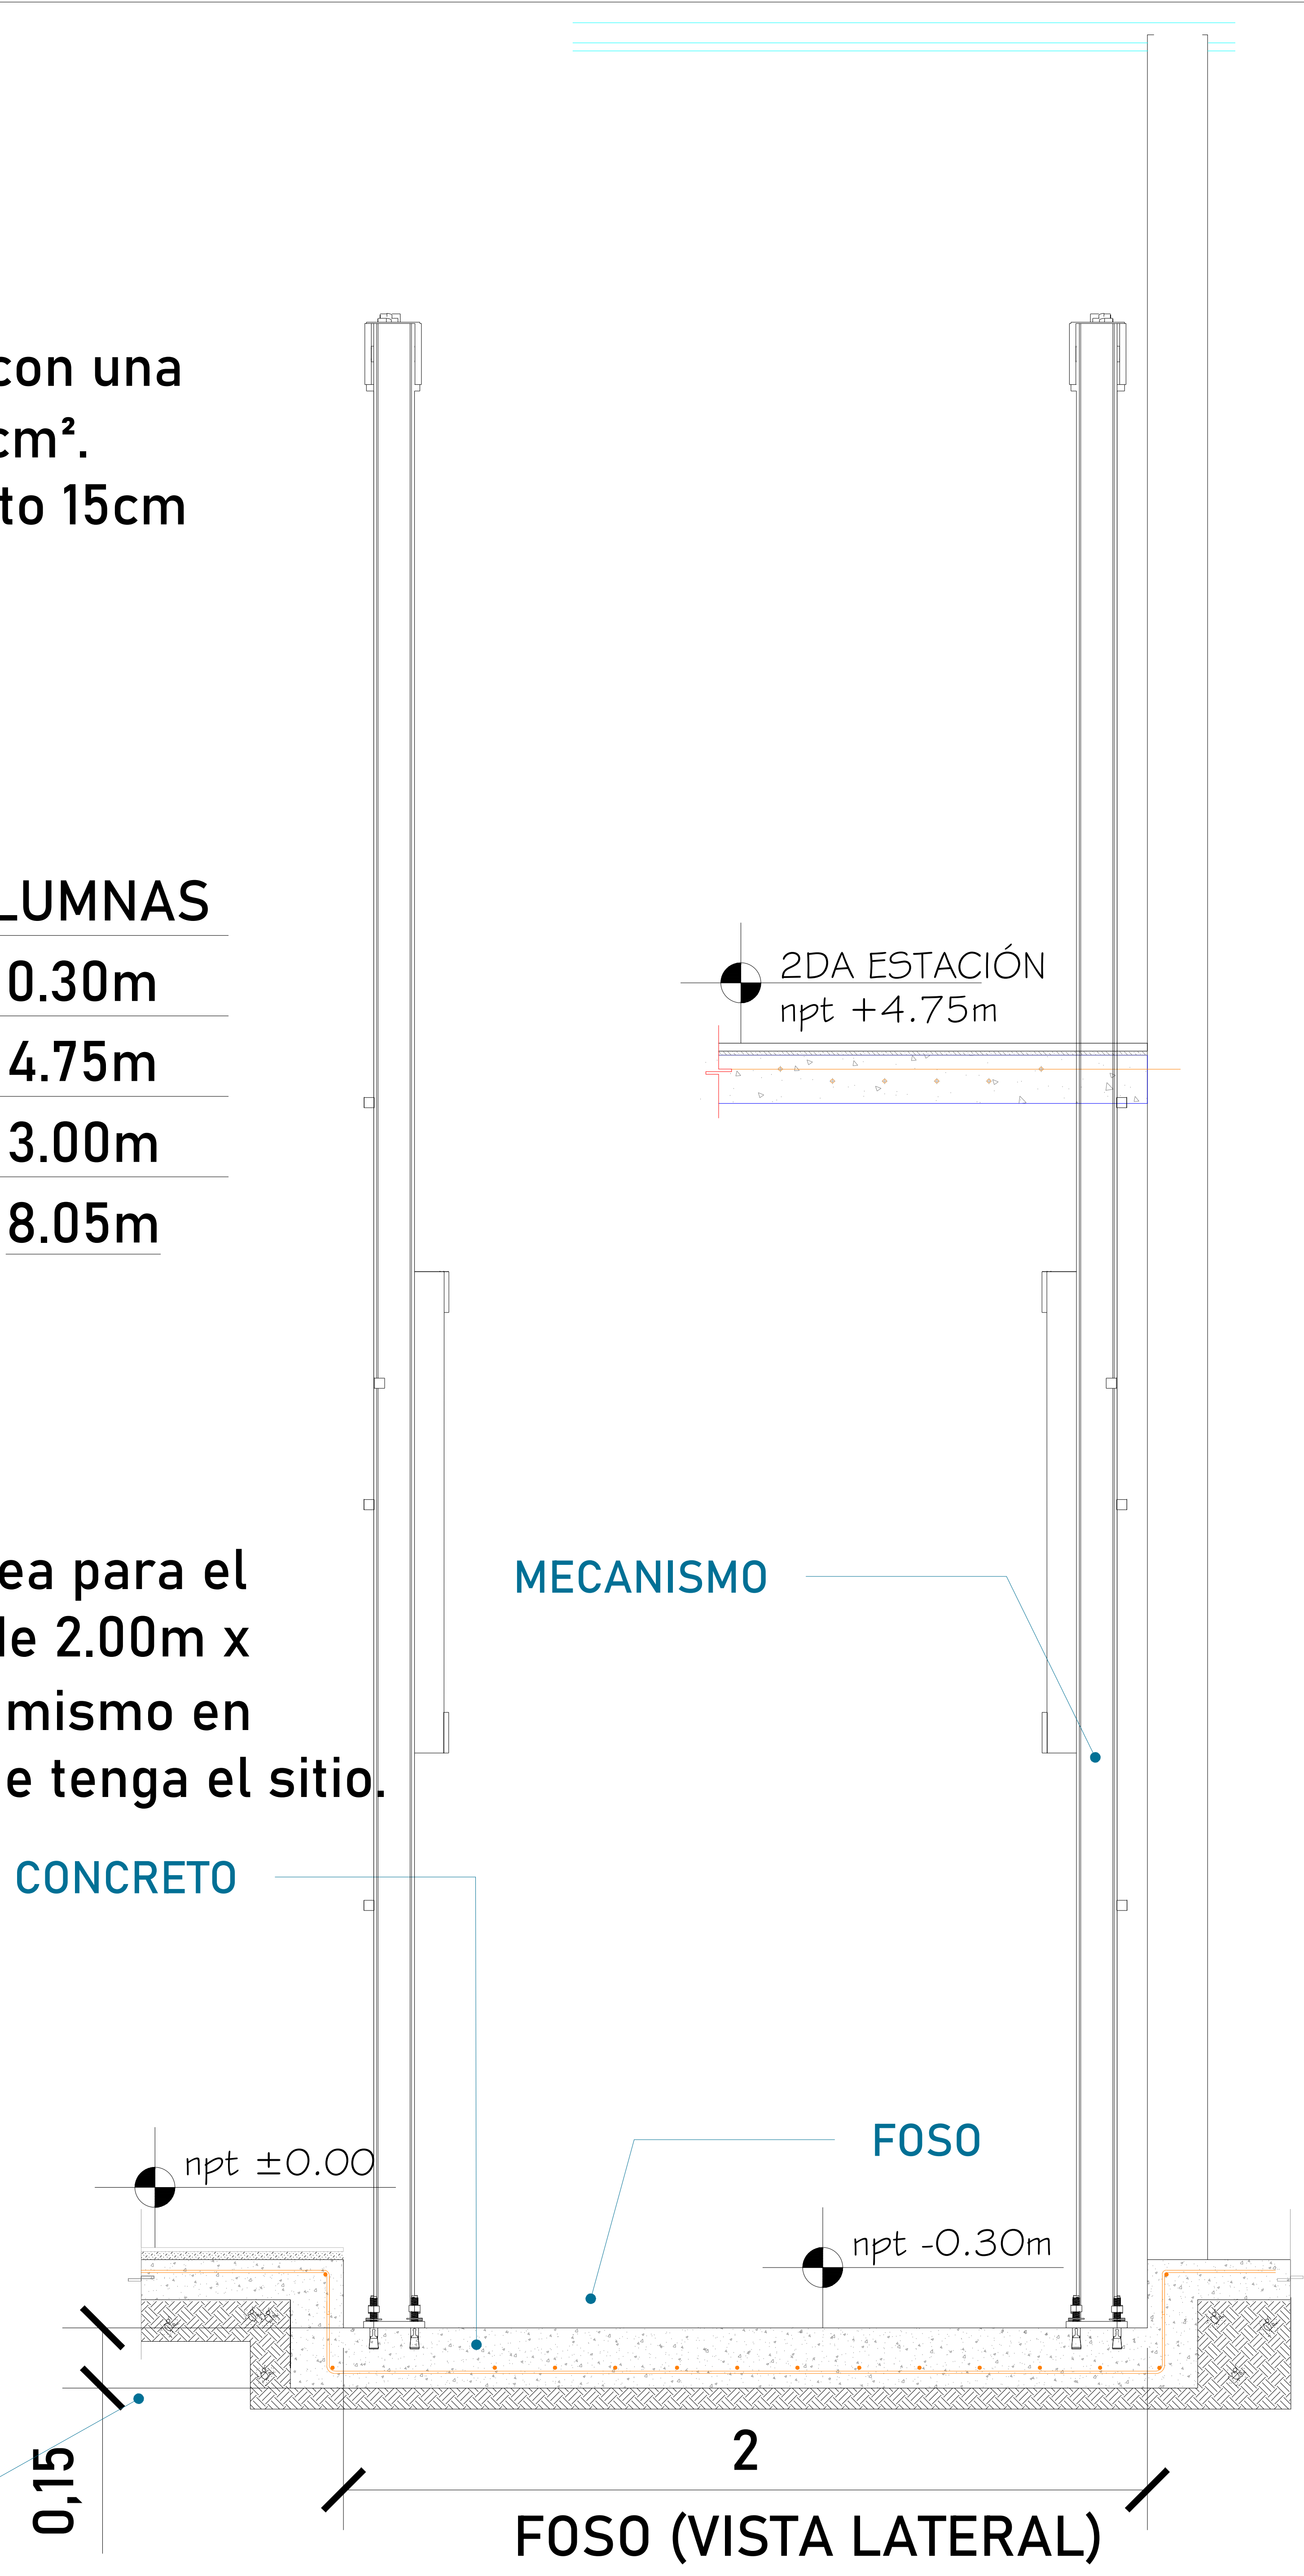 con una
cm².
to 15cm
LUMNAS
0.30m
4.75m
3.00m
8.05m
2DA ESTACIÓN
npt +4.75m
ea para el
de 2.00m x
mismo en
e tenga el sitio.
MECANISMO
CONCRETO
FOSO
npt ±0.00
npt -0.30m
0,15
2
FOSO (VISTA LATERAL)